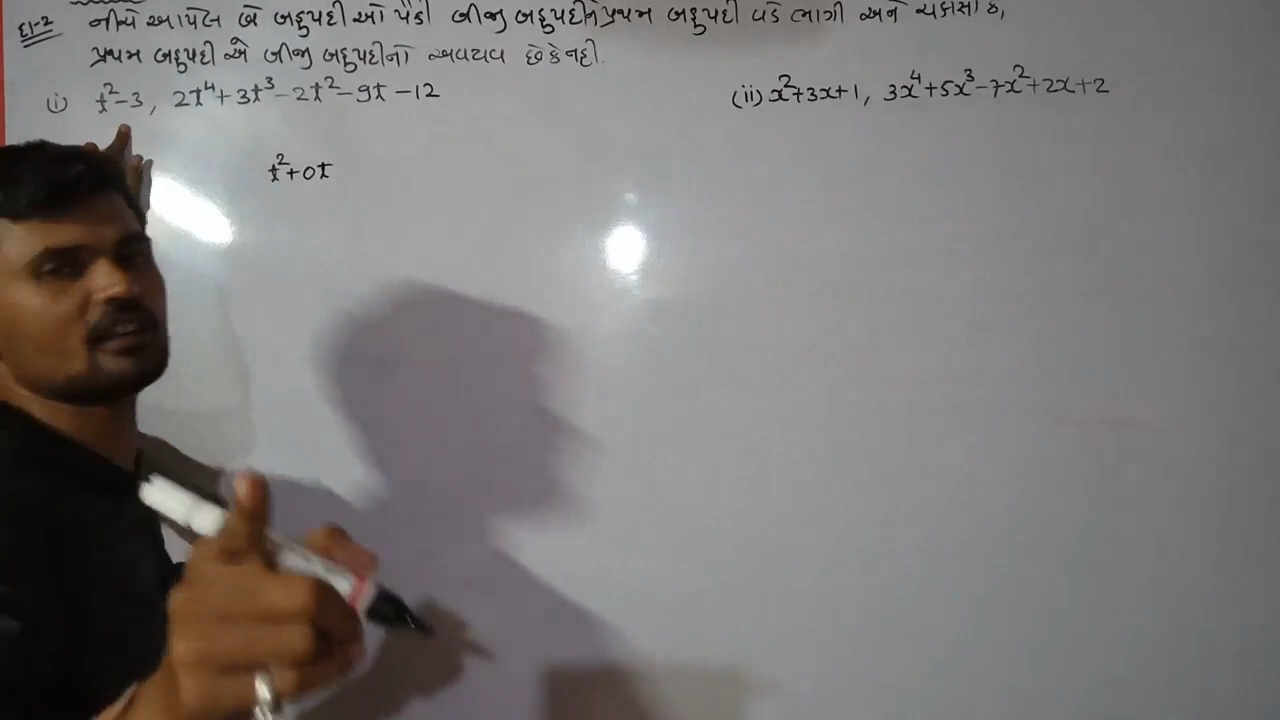 દા-2 નીચે આપેલ બે બહુપદી ઓ પૈકી બીજી બહુપદીને પ્રથમ બહુપદી વડે ભાગી અને ચકાસો કે,
પ્રથમ બહુપદી એ બીજી બહુપદીનો અવયવ છે કે નહી.
(i) t²-3, 2t⁴+3t³-2t²-9t-12
(ii) x²+3x+1, 3x⁴+5x³-7x²+2x+2
t²+0t